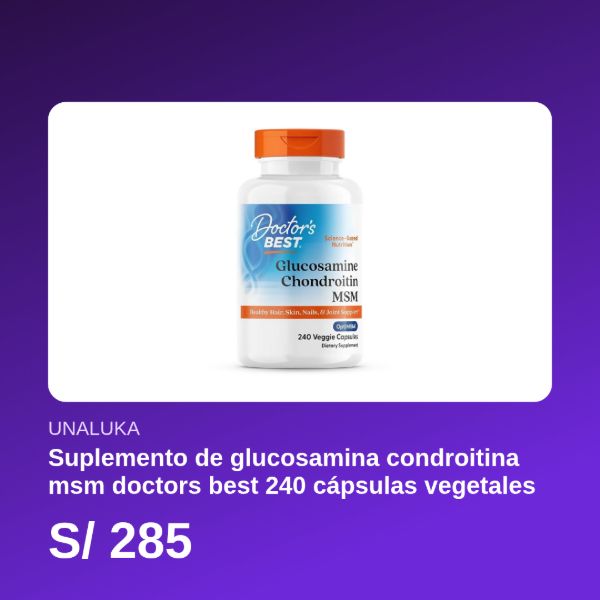 Doctor's
BEST
Science-Based
Nutrition
Glucosamine
Chondroitin
MSM
Healthy Hair, Skin, Nails, & Joint Support
OptiMSM
240 Veggie Capsules
Dietary Supplement
UNALUKA
Suplemento de glucosamina condroitina
msm doctors best 240 cápsulas vegetales
S/ 285